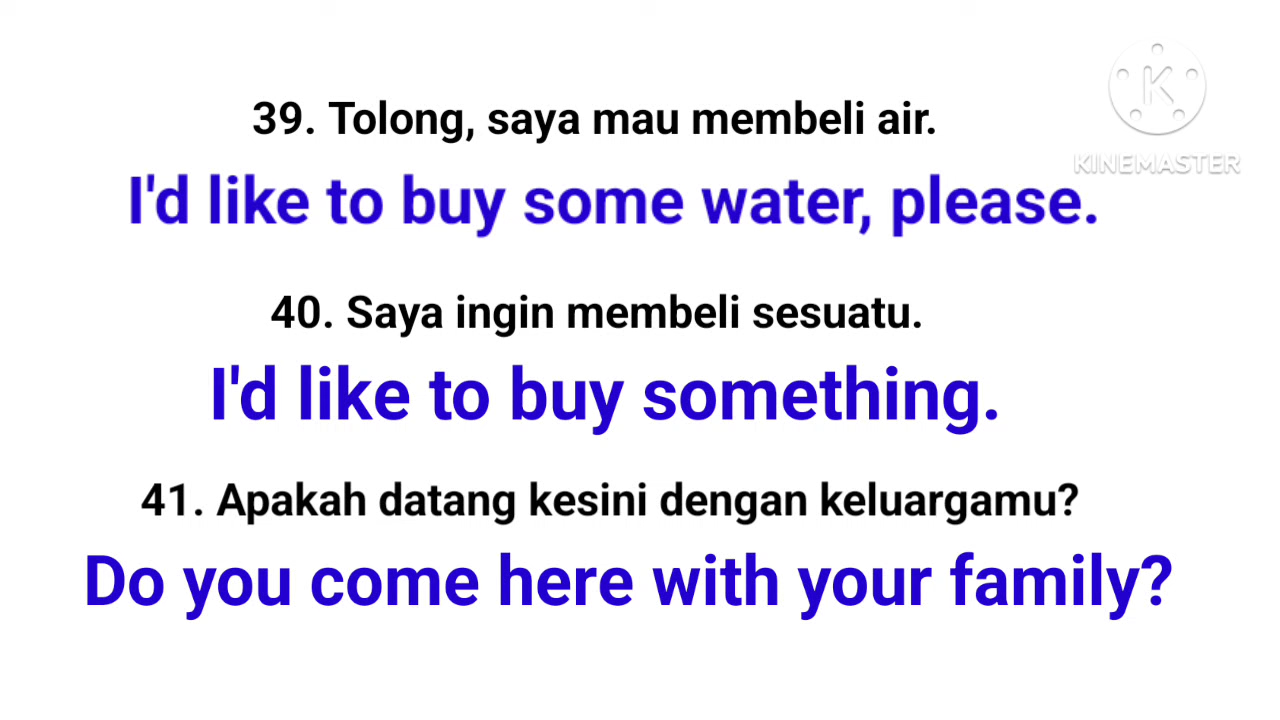 39. Tolong, saya mau membeli air.
KINEMASTER
I'd like to buy some water, please.
40. Saya ingin membeli sesuatu.
I'd like to buy something.
41. Apakah datang kesini dengan keluargamu?
Do you come here with your family?